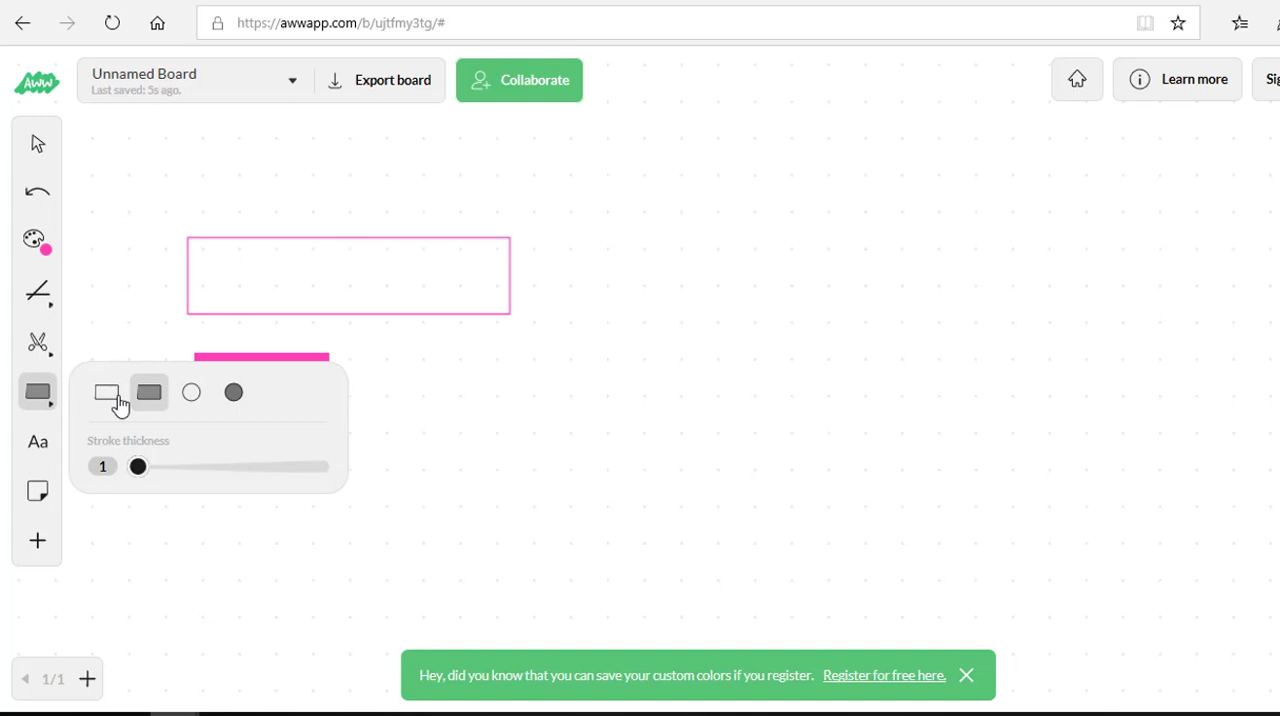 https://awwapp.com/b/ujtfmy3tg/#
AWW
Unnamed Board
Last saved: 5s ago.
Export board
Collaborate
Learn more
Aa
Stroke thickness
1
1/1
Hey, did you know that you can save your custom colors if you register. Register for free here.